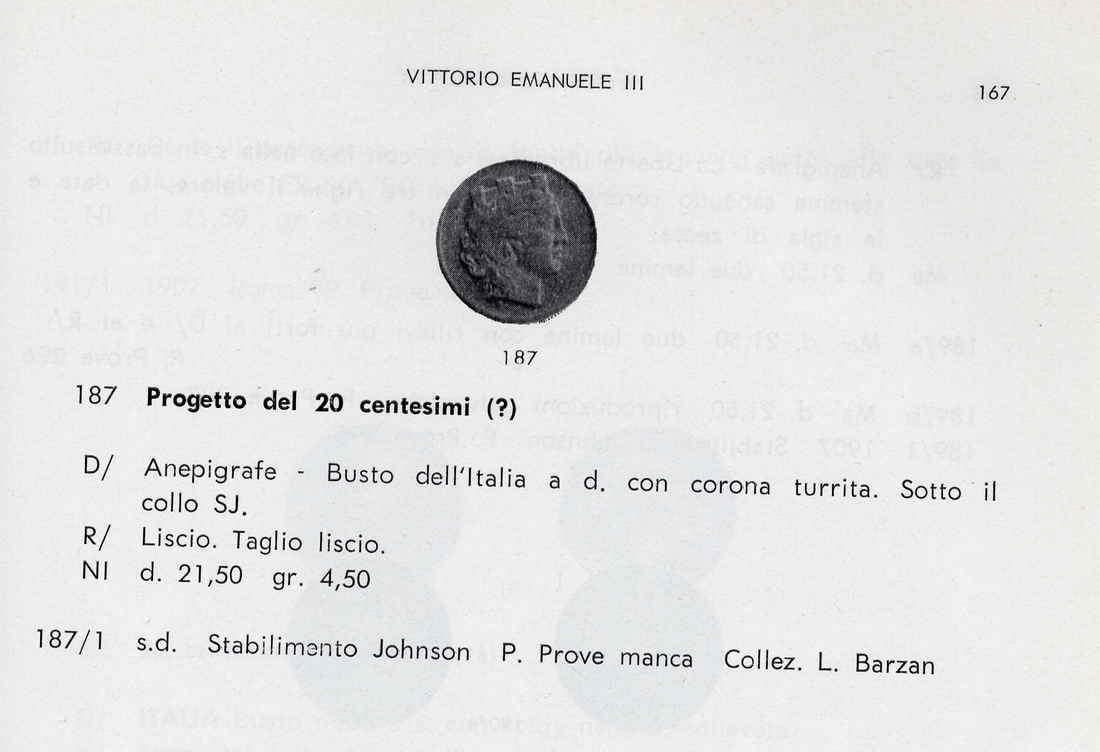 VITTORIO EMANUELE III
167
187
187 Progetto del 20 centesimi (?)
D/ Anepigrafe - Busto dell'Italia a d. con corona turrita. Sotto il
collo SJ.
R/ Liscio. Taglio liscio.
NI d. 21,50 gr. 4,50
187/1 s.d. Stabilimento Johnson P. Prove manca Collez. L. Barzan